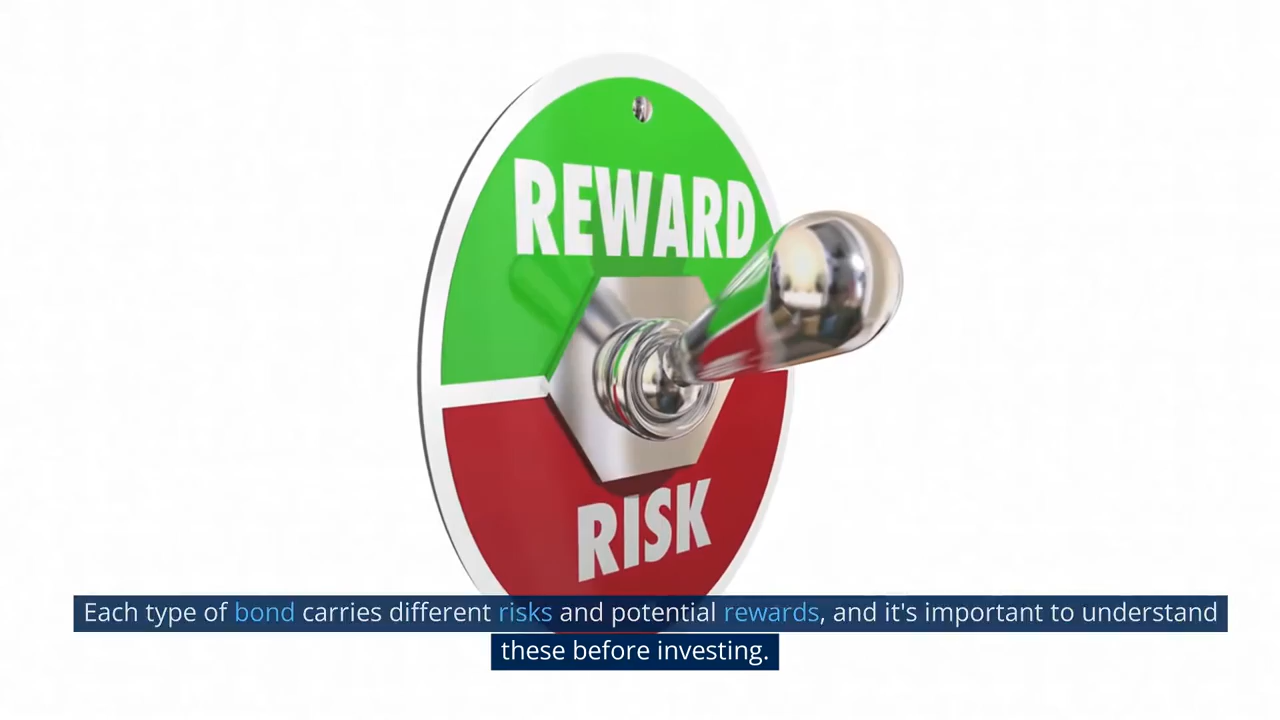 REWARD
RISK
Each type of bond carries different risks and potential rewards, and it's important to understand
these before investing.